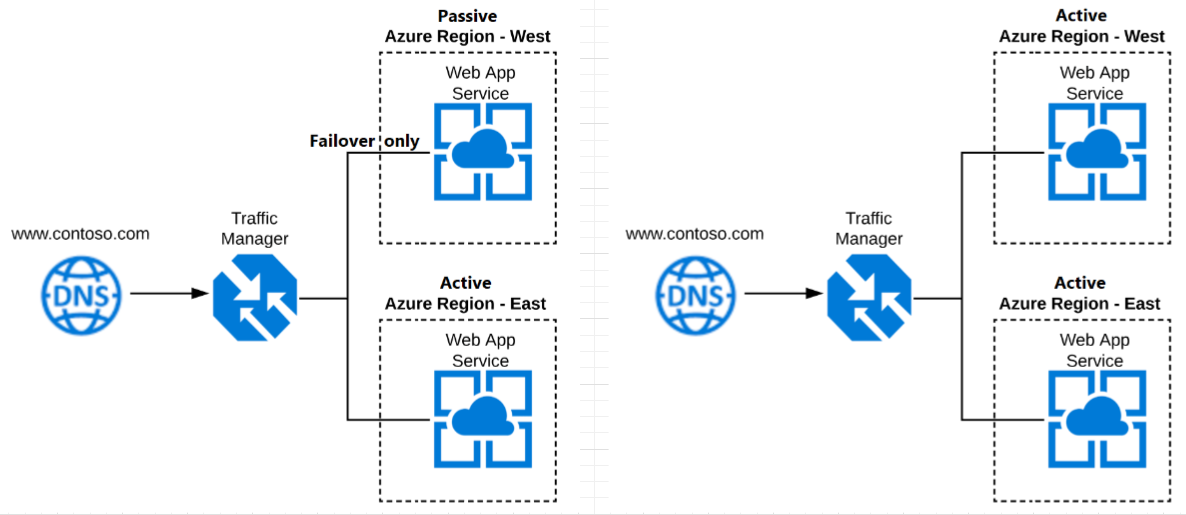 Passive
Azure Region - West
Web App
Service
Failover only
www.contoso.com
Traffic
Manager
DNS
Active
Azure Region - East
Web App
Service
Active
Azure Region - West
Web App
Service
www.contoso.com
Traffic
Manager
DNS
Active
Azure Region - East
Web App
Service